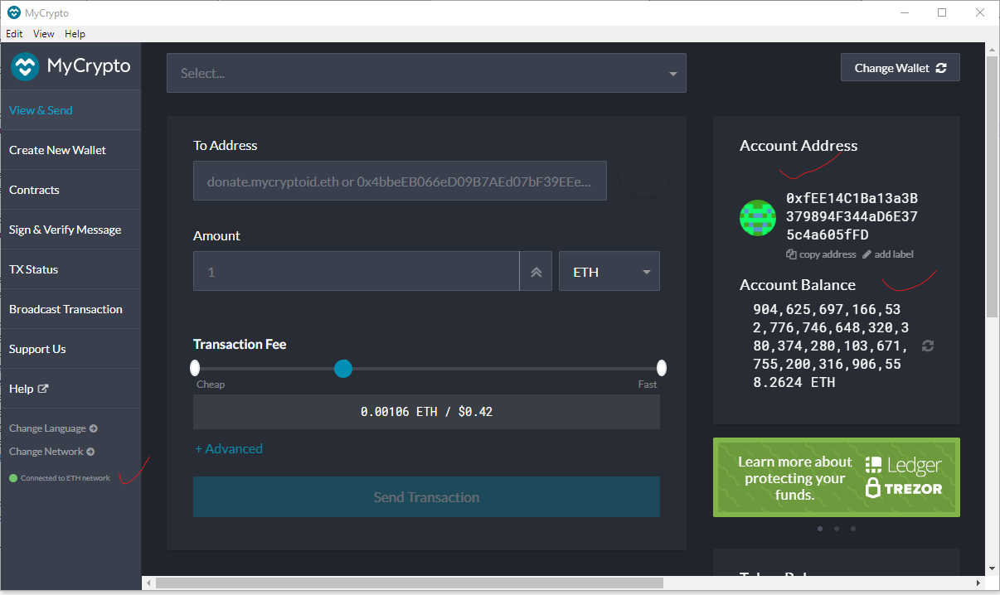 MyCrypto
Edit View Help
MyCrypto
View & Send
Create New Wallet
Contracts
Sign & Verify Message
TX Status
Broadcast Transaction
Support Us
Help
Change Language
Change Network
Connected to ETH network
Select...
Change Wallet
To Address
donate.mycryptoid.eth or 0x4bbeEB066eD09B7AEd07bF39EEe...
Amount
1
ETH
Transaction Fee
Cheap Fast
0.00106 ETH / $0.42
+ Advanced
Send Transaction
Account Address
0xfEE14C1Ba13a3B
379894F344aD6E37
5c4a605fFD
copy address add label
Account Balance
904,625,697,166,53
2,776,746,648,320,3
80,374,280,103,671,
755,200,316,906,55
8.2624 ETH
Learn more about
protecting your
funds.
Ledger
TREZOR